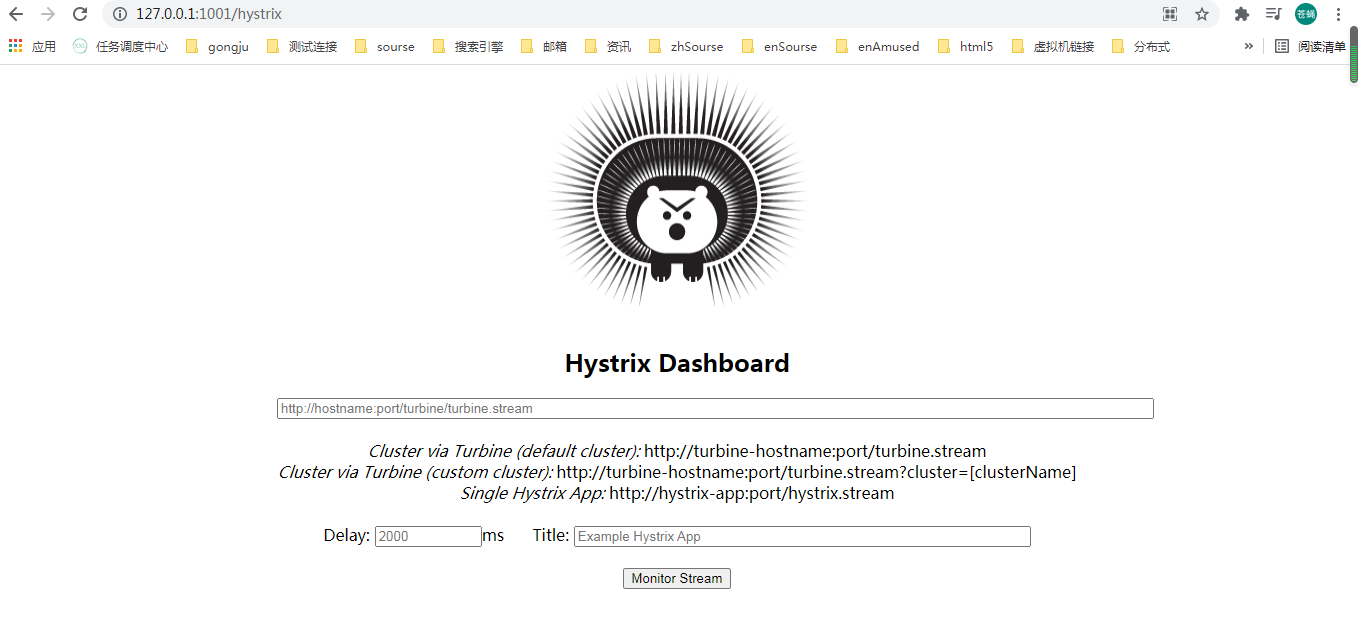 127.0.0.1:1001/hystrix
苍蝇
应用 任务调度中心 gongju 测试连接 sourse 搜索引擎 邮箱 资讯 zhSourse enSourse enAmused html5 虚拟机链接 分布式 » 阅读清单
Hystrix Dashboard
http://hostname:port/turbine/turbine.stream
Cluster via Turbine (default cluster): http://turbine-hostname:port/turbine.stream
Cluster via Turbine (custom cluster): http://turbine-hostname:port/turbine.stream?cluster=[clusterName]
Single Hystrix App: http://hystrix-app:port/hystrix.stream
Delay: 2000 ms Title: Example Hystrix App
Monitor Stream